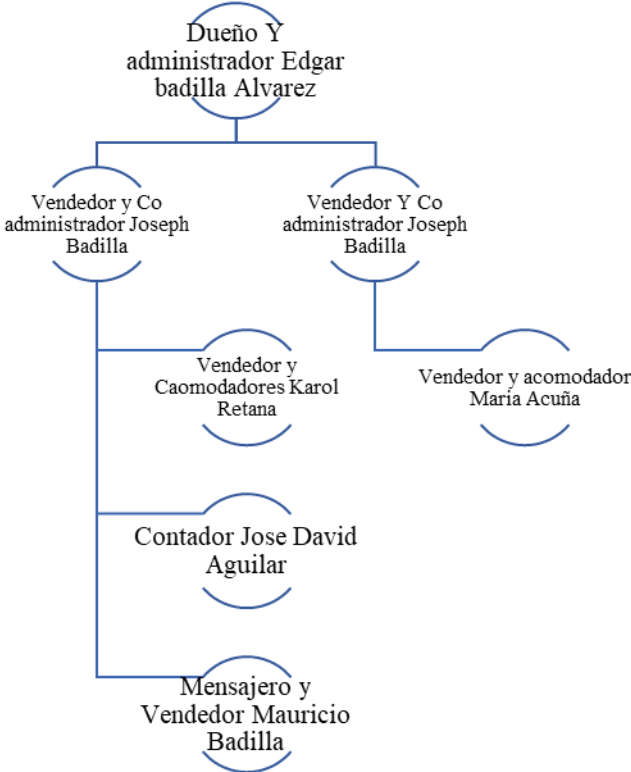 Dueño Y
administrador Edgar
badilla Alvarez
Vendedor y Co
administrador Joseph
Badilla
Vendedor Y Co
administrador Joseph
Badilla
Vendedor y
Caomodadores Karol
Retana
Vendedor y acomodador
Maria Acuña
Contador Jose David
Aguilar
Mensajero y
Vendedor Mauricio
Badilla